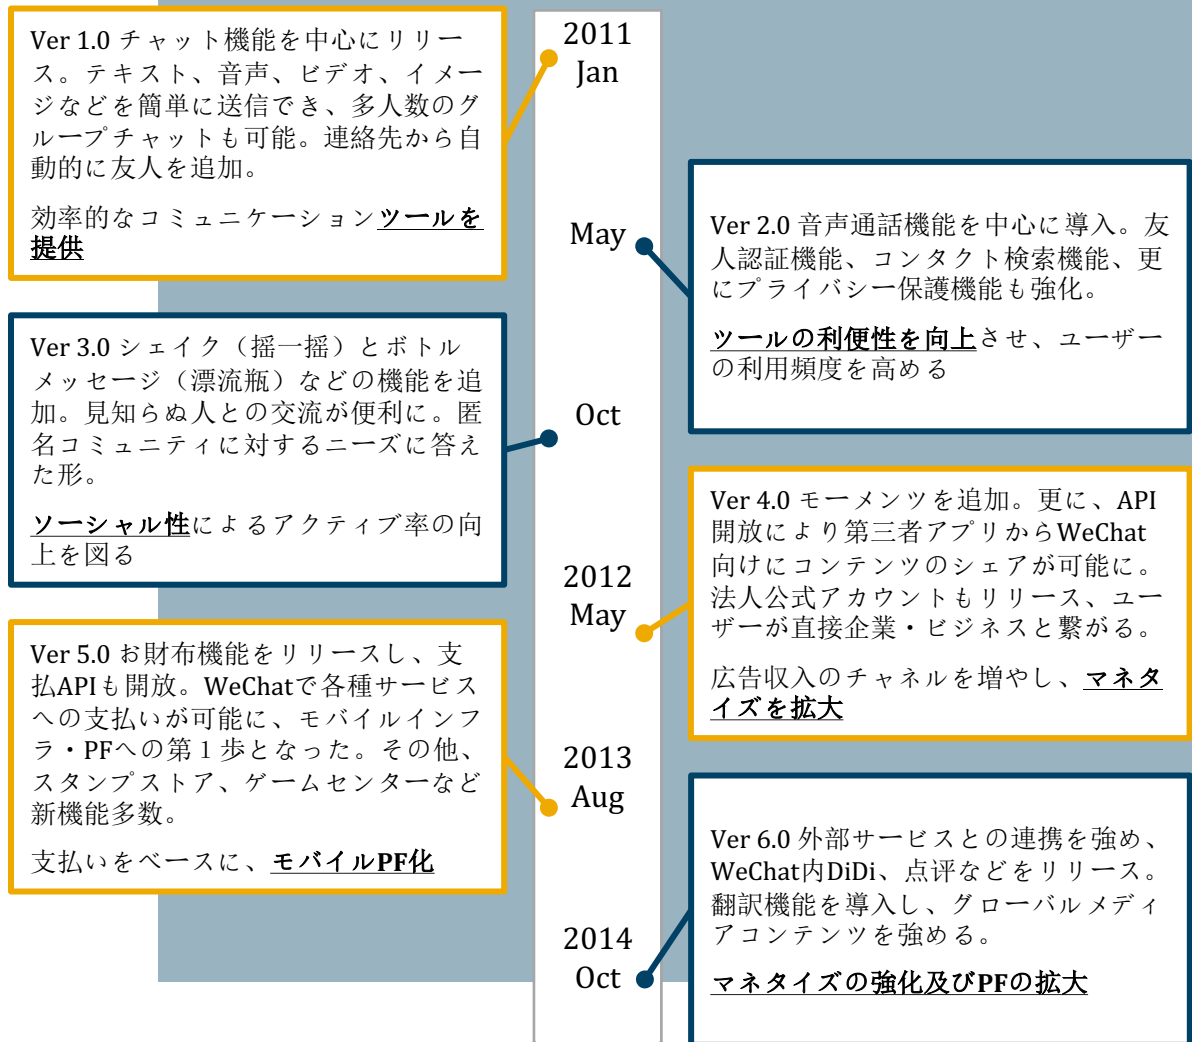 2011
Jan
Ver 1.0 チャット機能を中心にリリー
ス。テキスト、音声、ビデオ、イメー
ジなどを簡単に送信でき、多人数のグ
ループチャットも可能。連絡先から自
動的に友人を追加。
効率的なコミュニケーションツールを
提供
May
Ver 2.0 音声通話機能を中心に導入。友
人認証機能、コンタクト検索機能、更
にプライバシー保護機能も強化。
ツールの利便性を向上させ、ユーザー
の利用頻度を高める
Oct
Ver 3.0 シェイク（揺一揺）とボトル
メッセージ（漂流瓶）などの機能を追
加。見知らぬ人との交流が便利に。匿
名コミュニティに対するニーズに答え
た形。
ソーシャル性によるアクティブ率の向
上を図る
2012
May
Ver 4.0 モーメンツを追加。更に、API
開放により第三者アプリからWeChat
向けにコンテンツのシェアが可能に。
法人公式アカウントもリリース、ユー
ザーが直接企業・ビジネスと繋がる。
広告収入のチャネルを増やし、マネタ
イズを拡大
2013
Aug
Ver 5.0 お財布機能をリリースし、支
払APIも開放。WeChatで各種サービス
への支払いが可能に、モバイルインフ
ラ・PFへの第１歩となった。その他、
スタンプストア、ゲームセンターなど
新機能多数。
支払いをベースに、モバイルPF化
2014
Oct
Ver 6.0 外部サービスとの連携を強め、
WeChat内DiDi、点评などをリリース。
翻訳機能を導入し、グローバルメディ
アコンテンツを強める。
マネタイズの強化及びPFの拡大